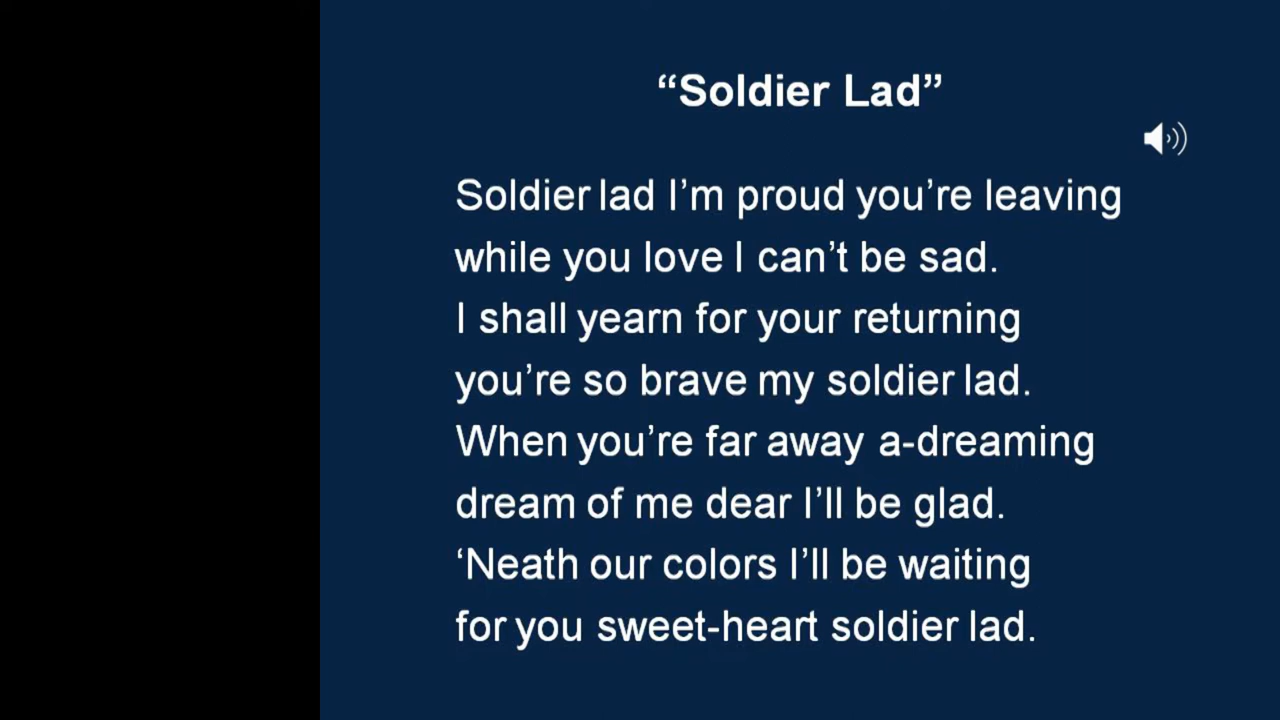 “Soldier Lad”
Soldier lad I’m proud you’re leaving
while you love I can’t be sad.
I shall yearn for your returning
you’re so brave my soldier lad.
When you’re far away a-dreaming
dream of me dear I’ll be glad.
‘Neath our colors I’ll be waiting
for you sweet-heart soldier lad.